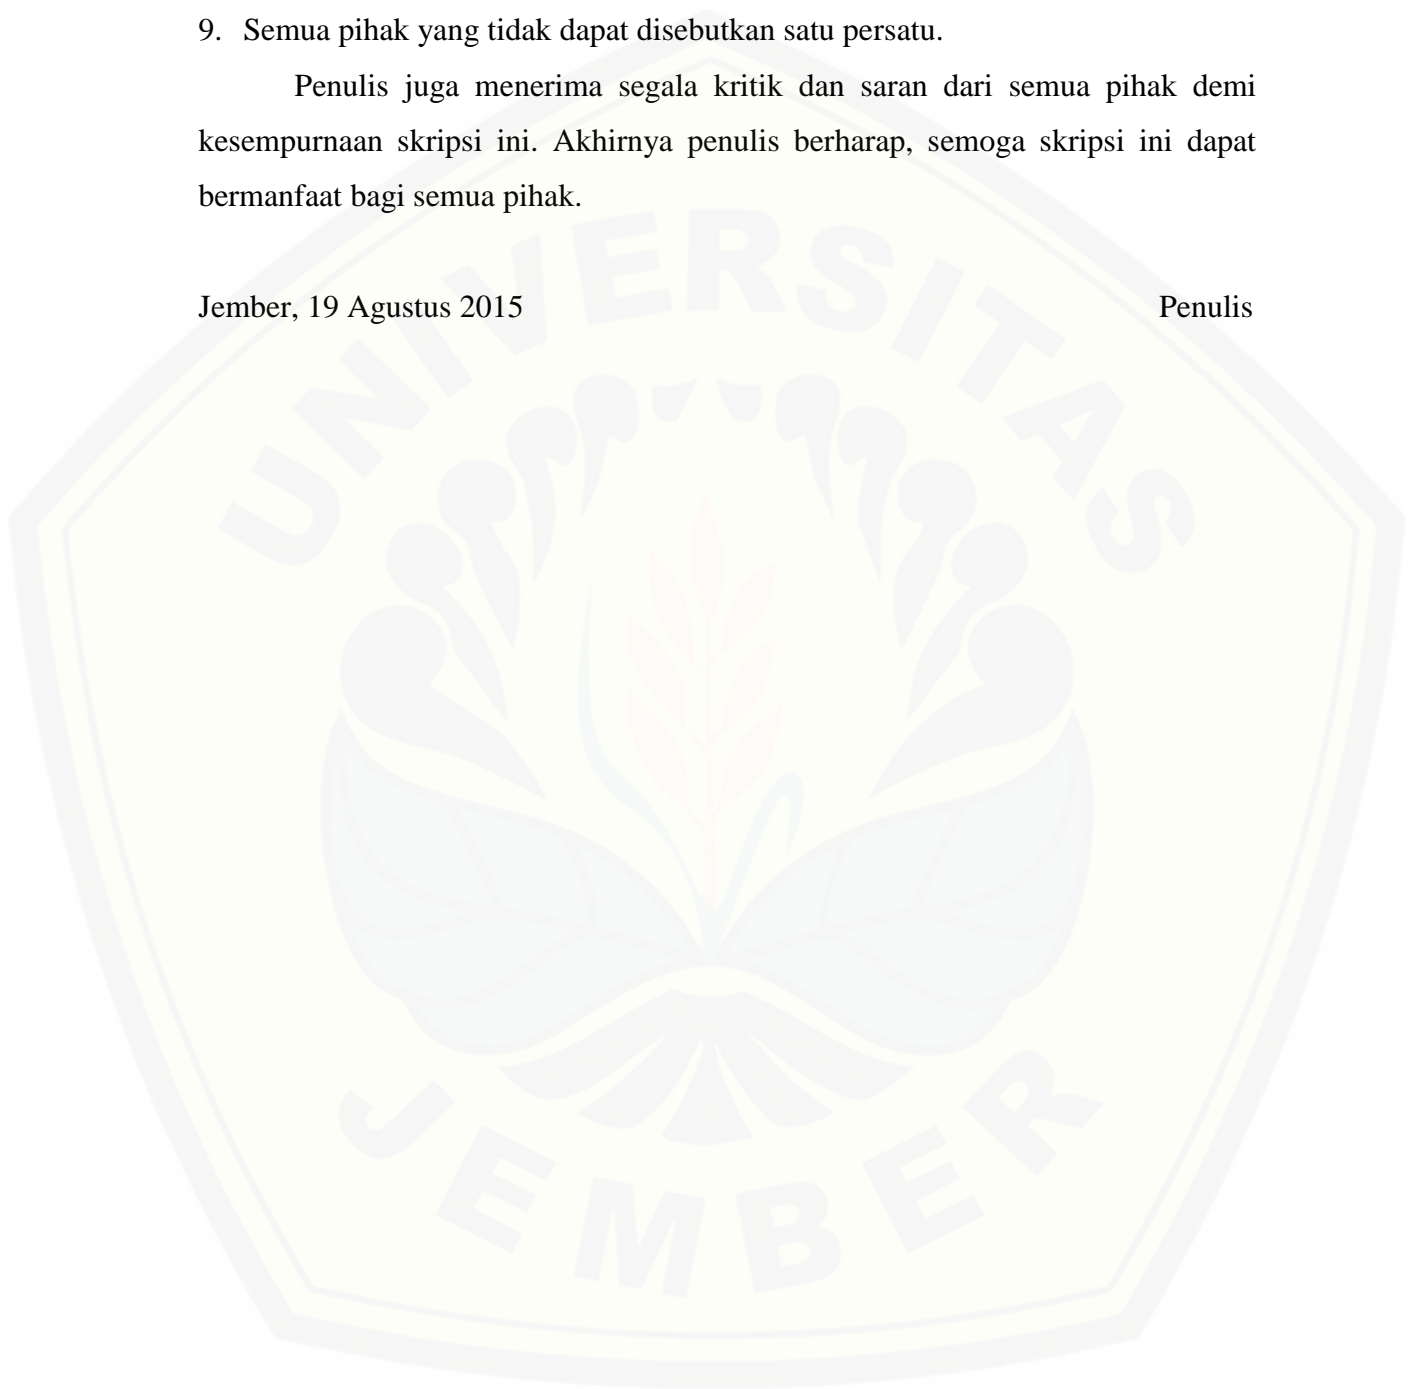 9. Semua pihak yang tidak dapat disebutkan satu persatu.
Penulis juga menerima segala kritik dan saran dari semua pihak demi
kesempurnaan skripsi ini. Akhirnya penulis berharap, semoga skripsi ini dapat
bermanfaat bagi semua pihak.
Jember, 19 Agustus 2015 Penulis
UNIVERSITAS
JEMBER